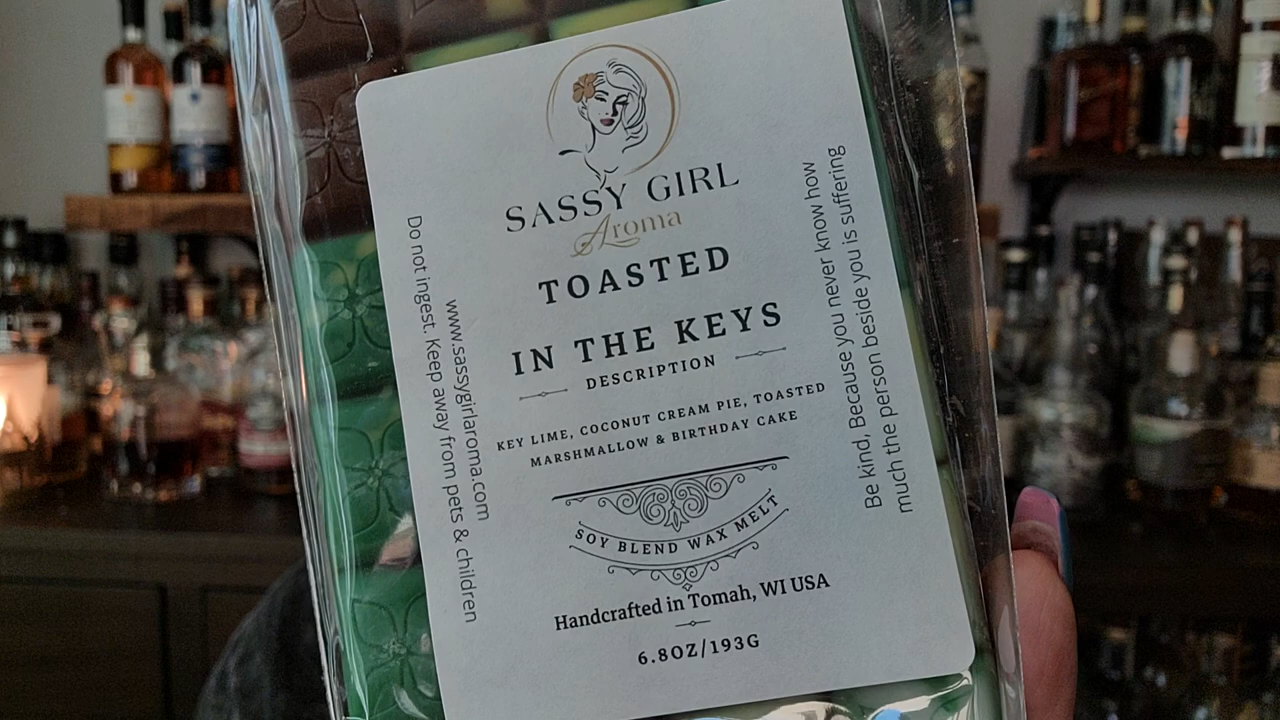 SASSY GIRL
Aroma
TOASTED
IN THE KEYS
DESCRIPTION
KEY LIME, COCONUT CREAM PIE, TOASTED
MARSHMALLOW & BIRTHDAY CAKE
SOY BLEND WAX MELT
Handcrafted in Tomah, WI USA
6.8OZ/193G
www.sassygirlaroma.com
Do not ingest. Keep away from pets & children
Be kind, Because you never know how
much the person beside you is suffering